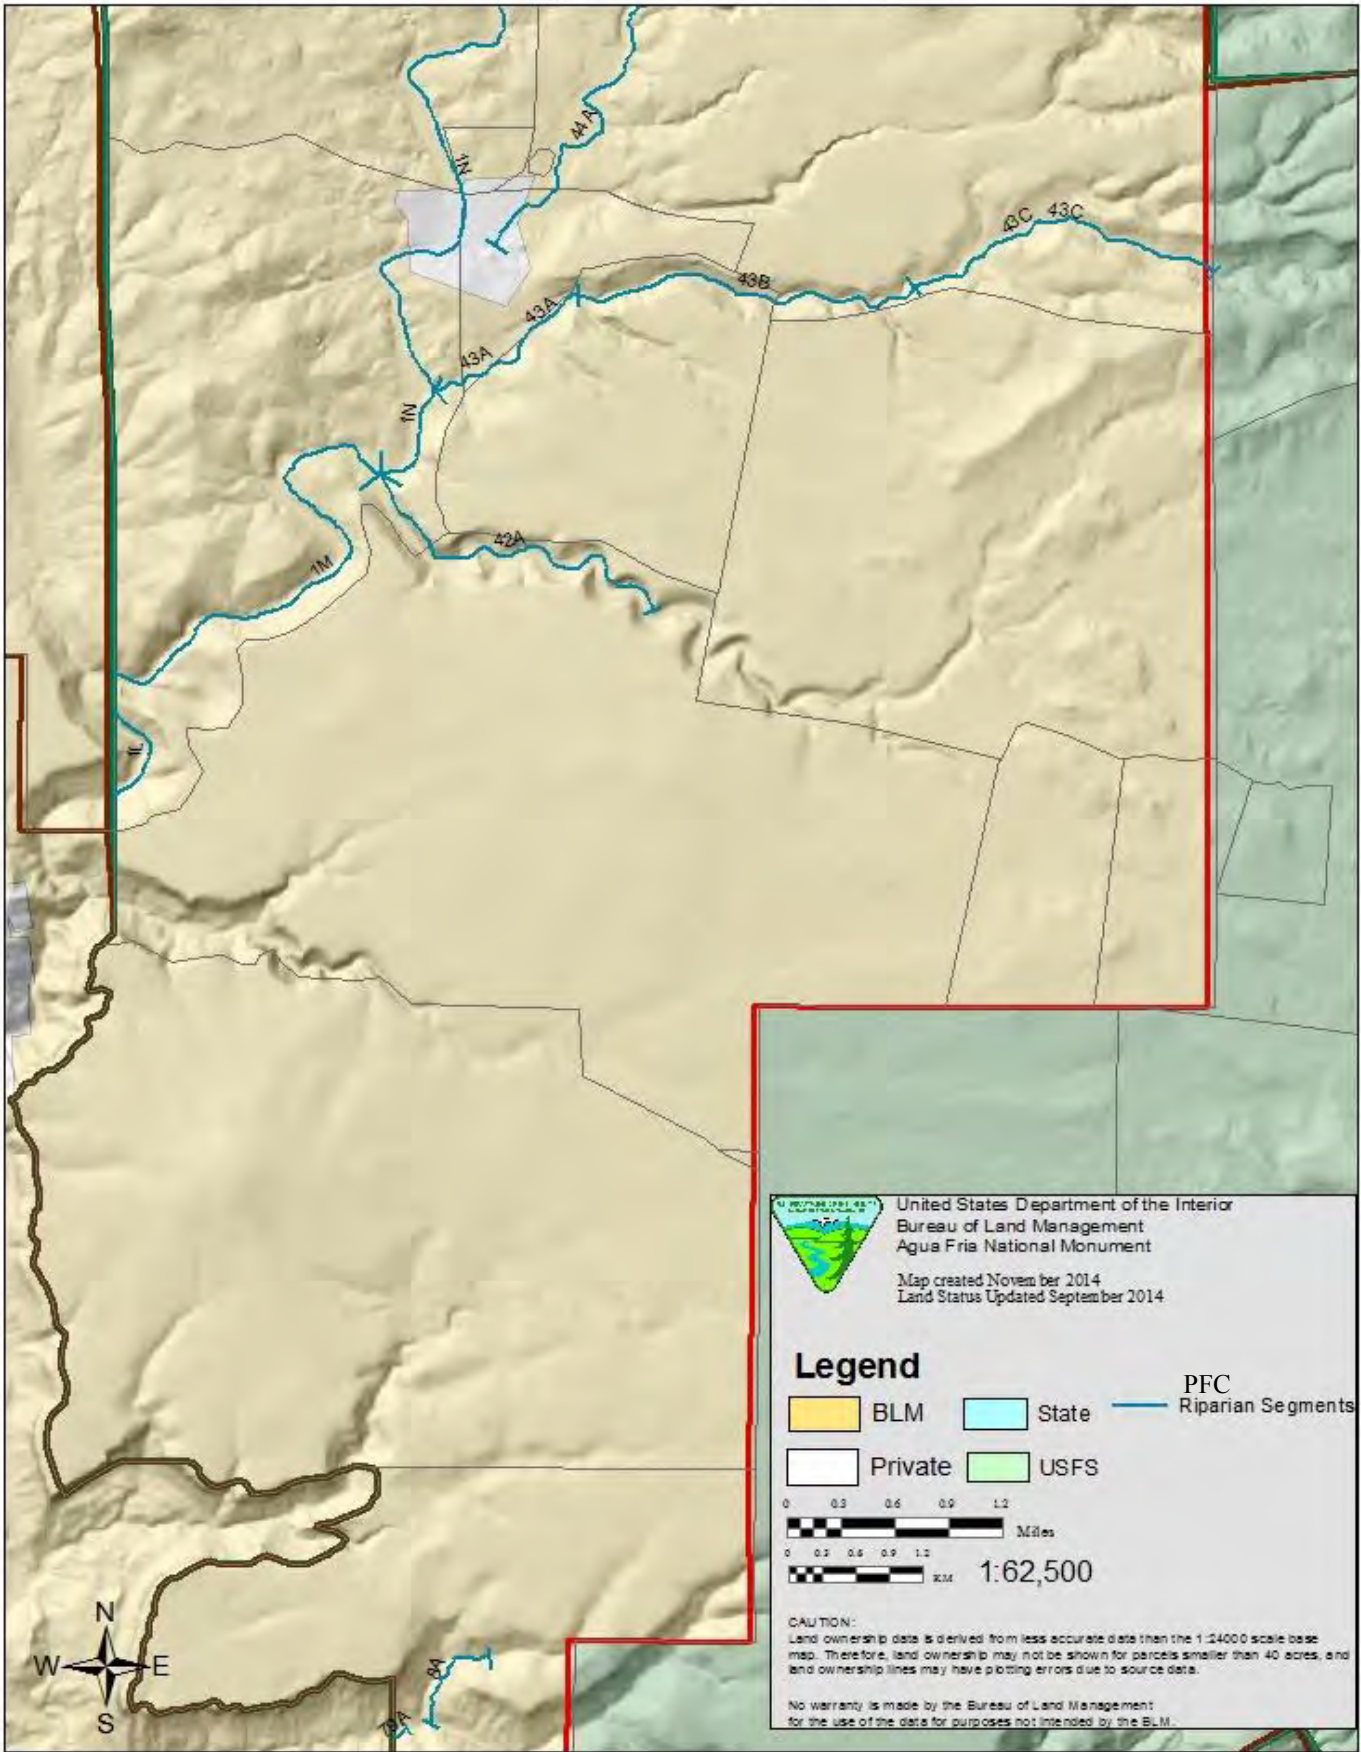 1N
44A
43C 43C
43B
43A
43A
1N
42A
1M
1L
United States Department of the Interior
Bureau of Land Management
Agua Fria National Monument
Map created November 2014
Land Status Updated September 2014
Legend
PFC
BLM State Riparian Segments
Private USFS
0 0.3 0.6 0.9 1.2
Miles
0 0.3 0.6 0.9 1.2
KM 1:62,500
CAUTION:
Land ownership data is derived from less accurate data than the 1:24000 scale base
map. Therefore, land ownership may not be shown for parcels smaller than 40 acres, and
land ownership lines may have plotting errors due to source data.
No warranty is made by the Bureau of Land Management
for the use of the data for purposes not intended by the BLM.
N
W E
S
8A